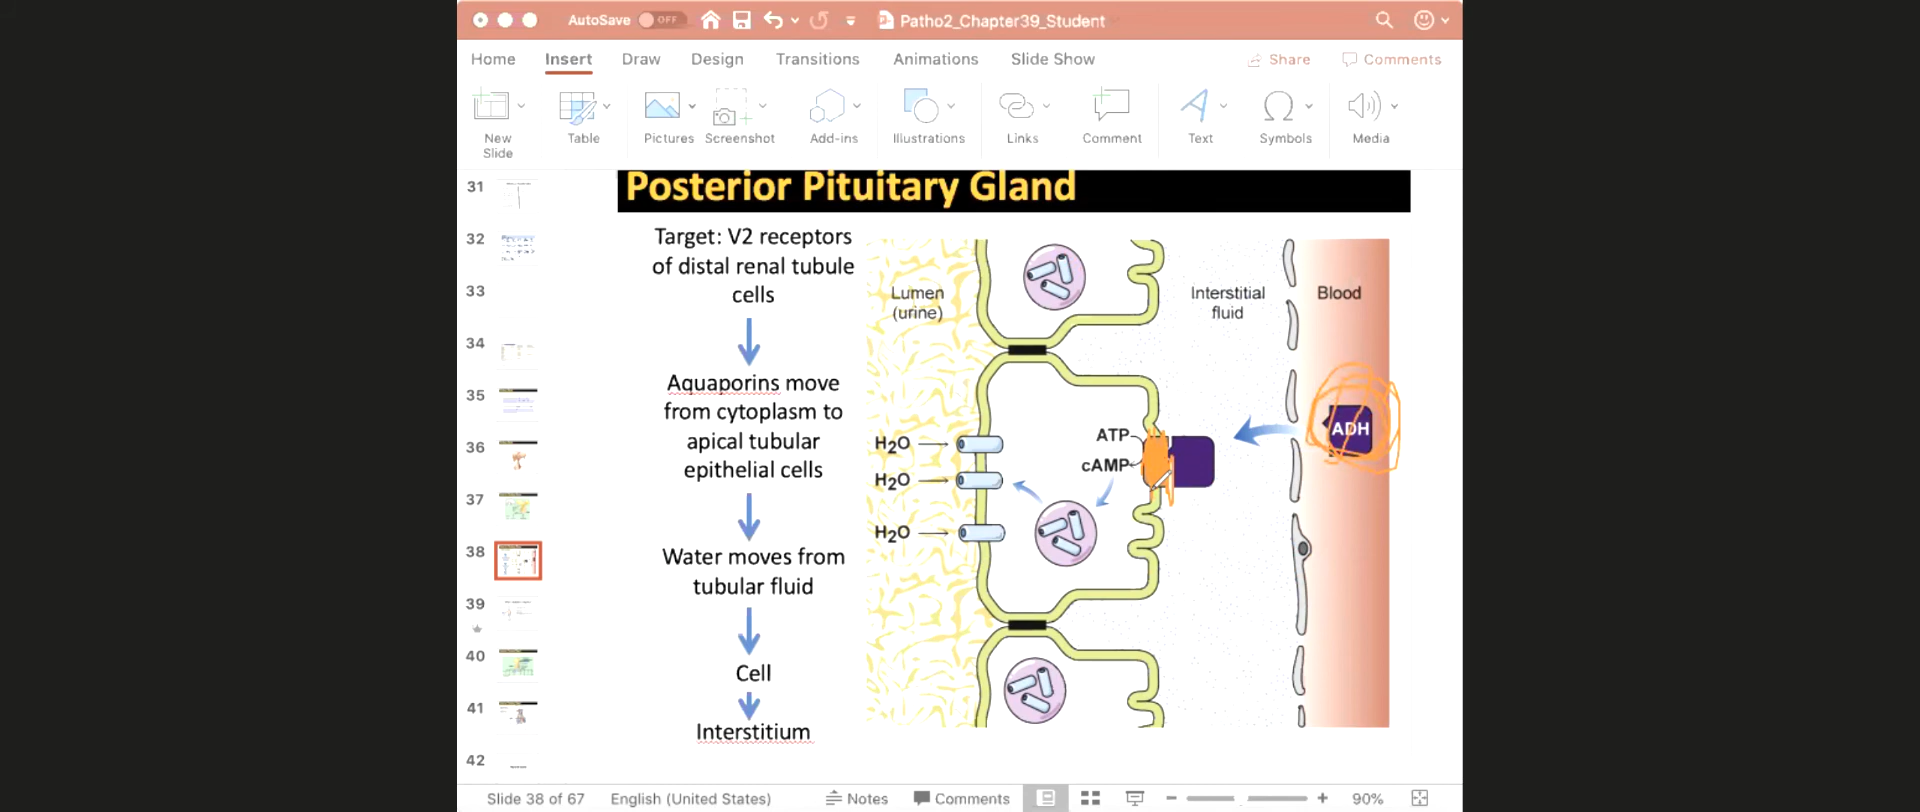 AutoSave OFF Patho2_Chapter39_Student
Home Insert Draw Design Transitions Animations Slide Show Share Comments
New Slide Table Pictures Screenshot Add-ins Illustrations Links Comment Text Symbols Media
31
32
33
34
35
36
37
38
39
40
41
42
Posterior Pituitary Gland
Target: V2 receptors
of distal renal tubule
cells
Aquaporins move
from cytoplasm to
apical tubular
epithelial cells
Water moves from
tubular fluid
Cell
Interstitium
Lumen
(urine)
Interstitial
fluid
Blood
H2O
H2O
H2O
ATP
cAMP
ADH
Slide 38 of 67 English (United States) Notes Comments 90%